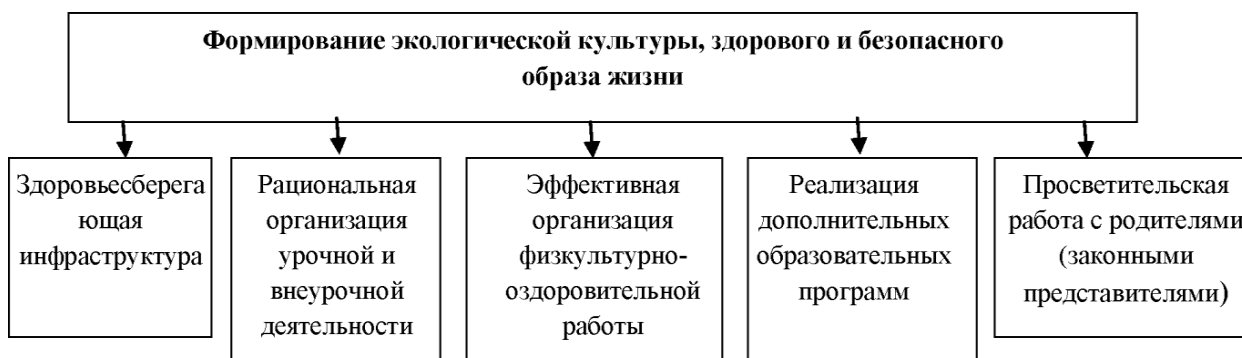 Формирование экологической культуры, здорового и безопасного
образа жизни
Здоровьесберега
ющая
инфраструктура
Рациональная
организация
урочной и
внеурочной
деятельности
Эффективная
организация
физкультурно-
оздоровительной
работы
Реализация
дополнительных
образовательных
программ
Просветительская
работа с родителями
(законными
представителями)